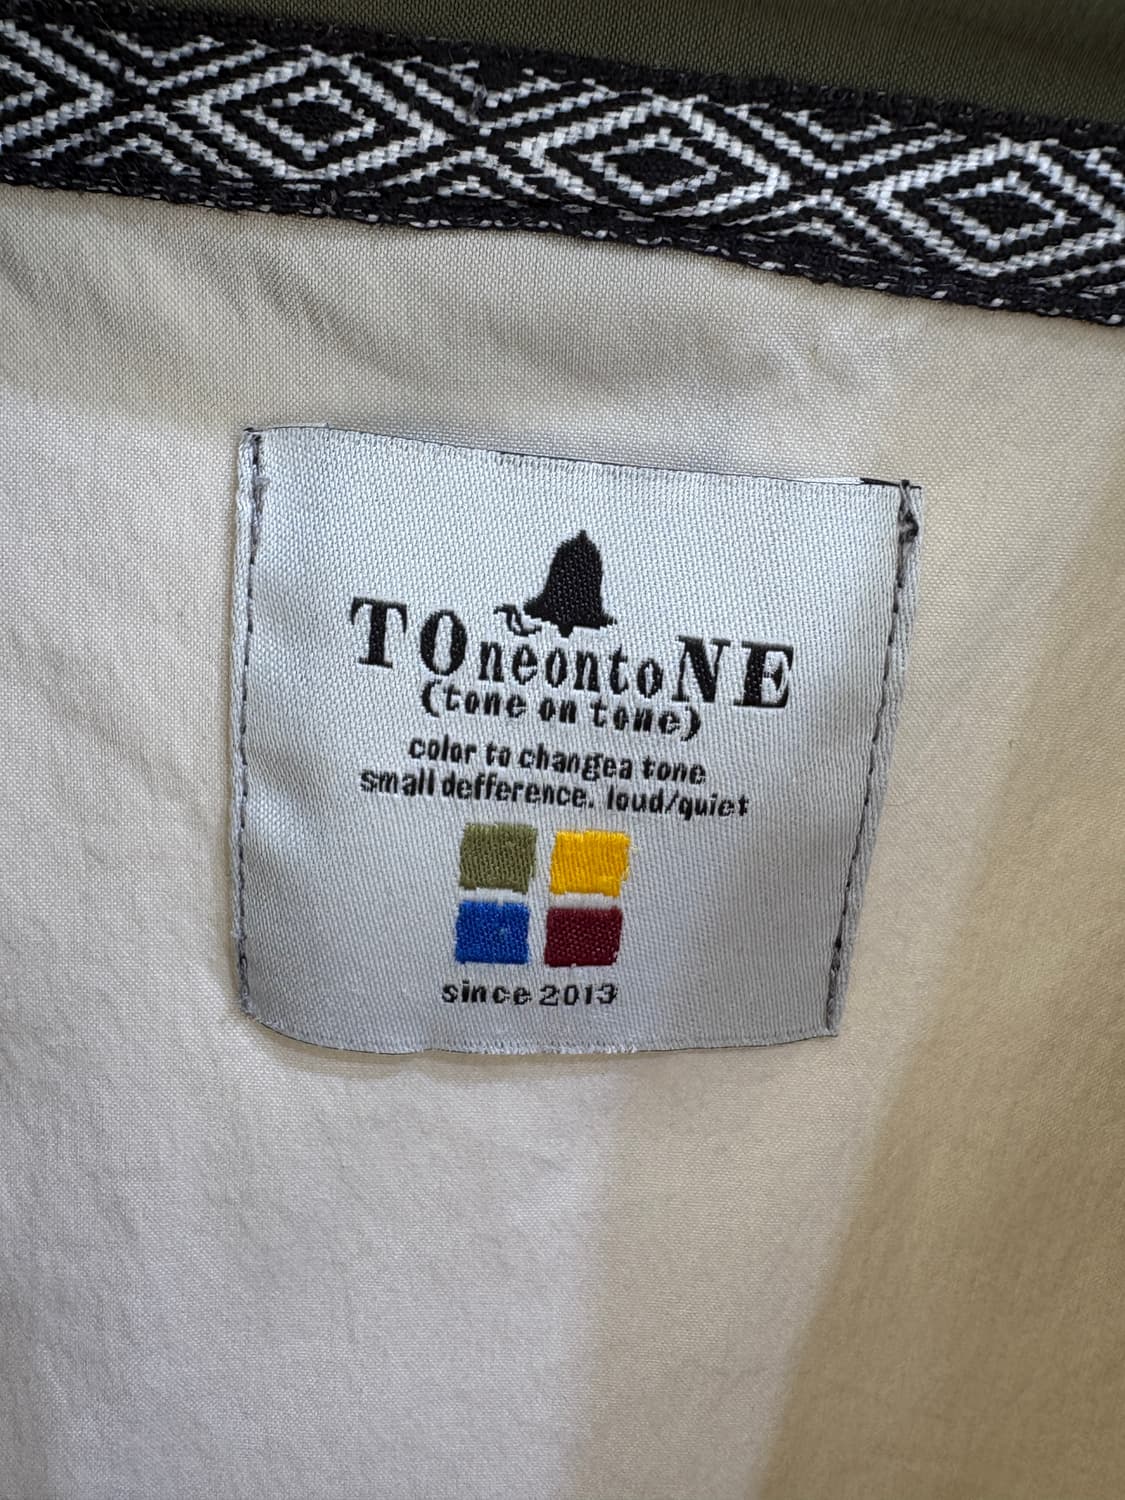 TOneontoNE
(tone on tone)
color to changea tone
small defference. loud/quiet
since 2013